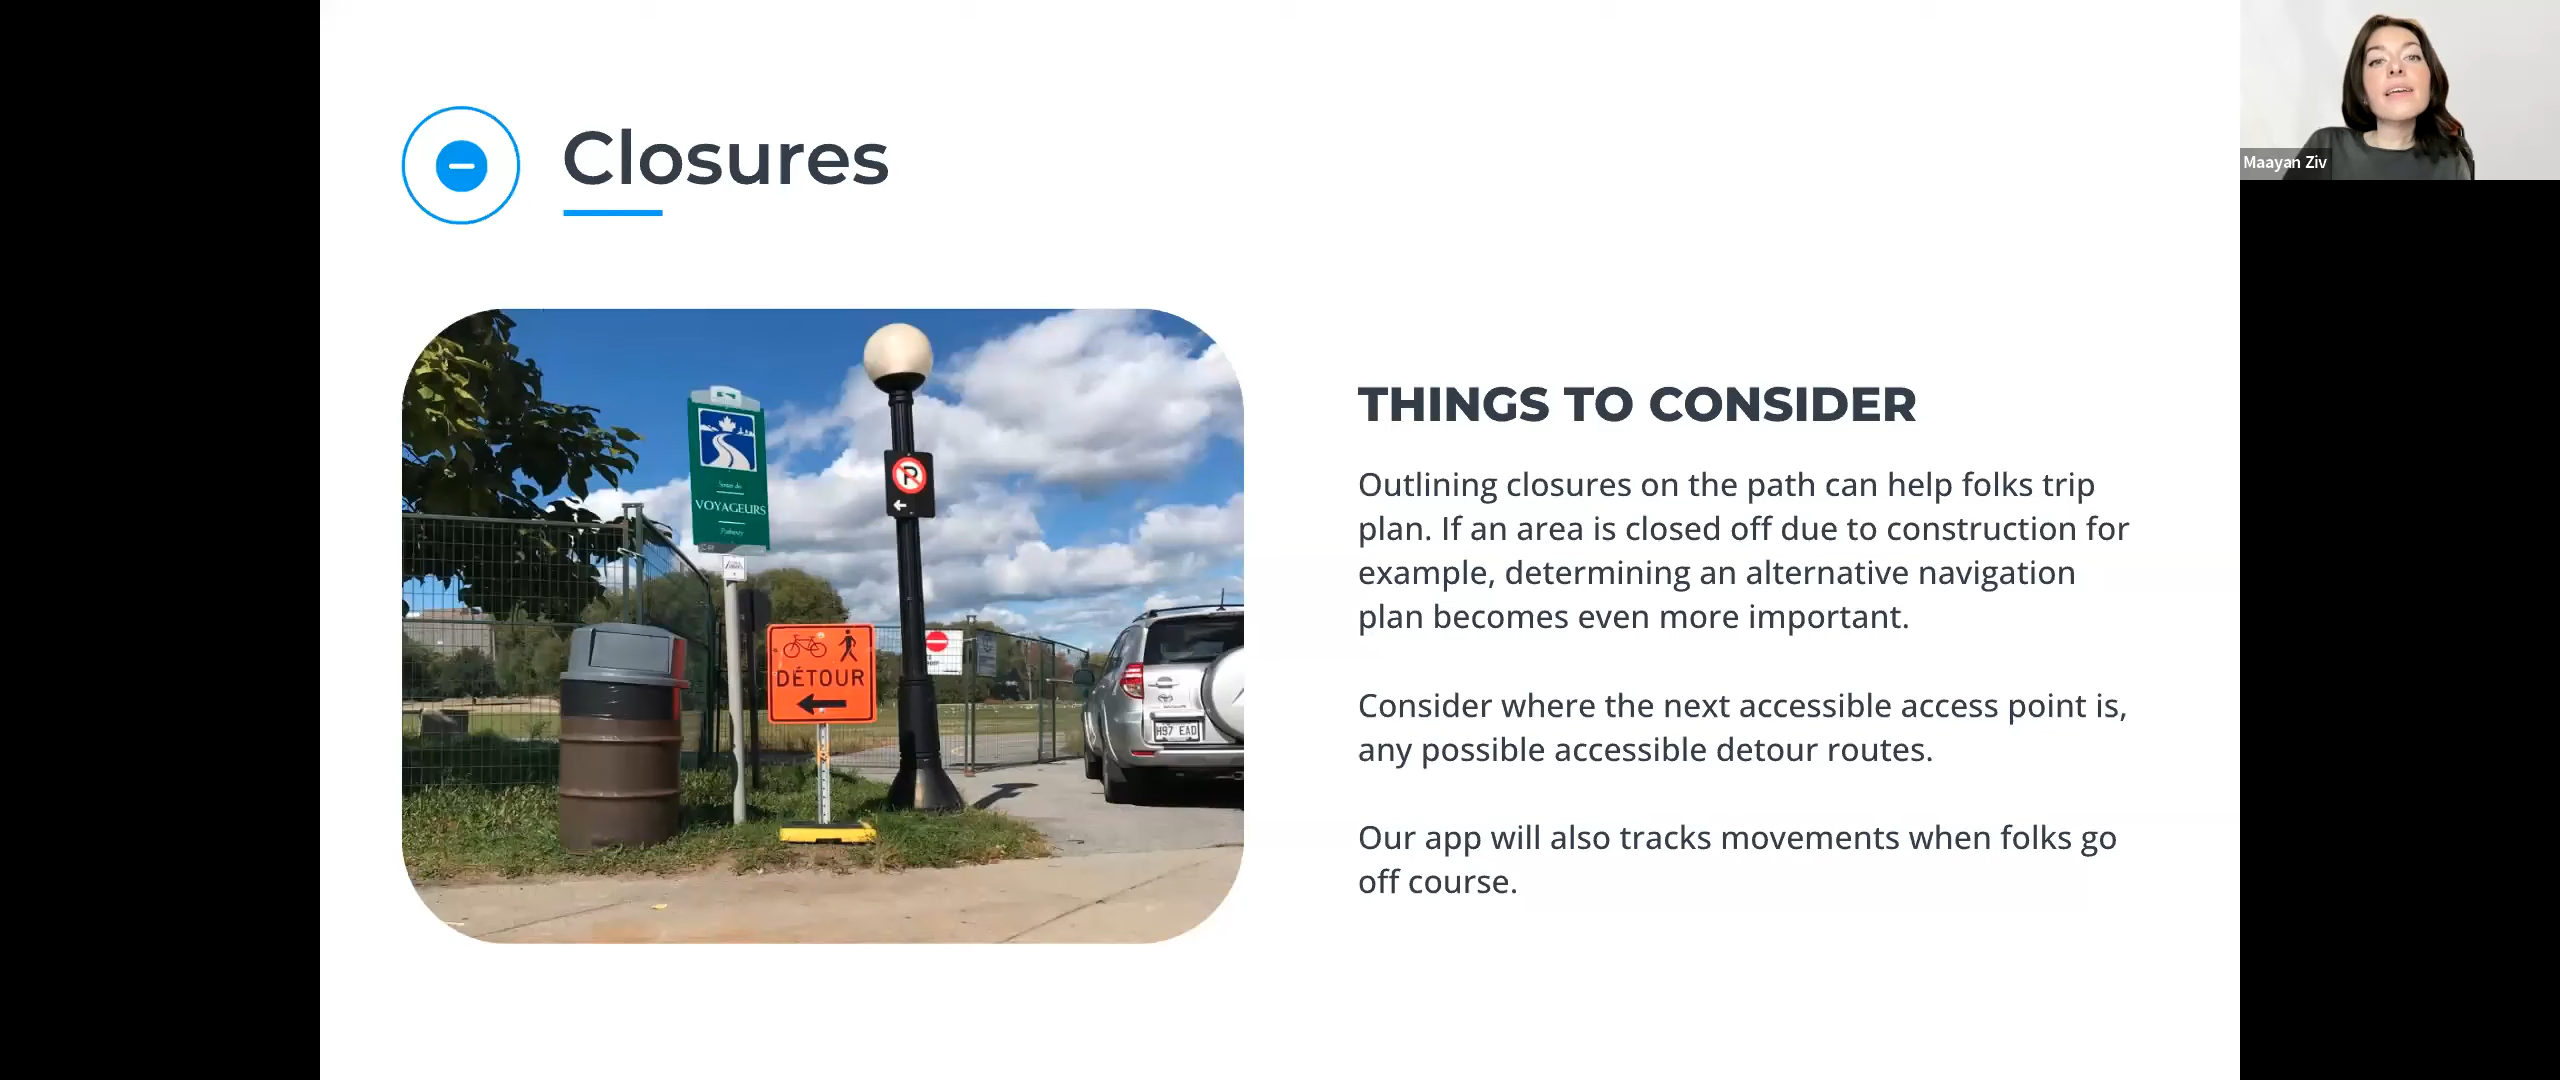 Closures
Maayan Ziv
Sentier des
VOYAGEURS
Pathway
P
DÉTOUR
H97 EAD
THINGS TO CONSIDER
Outlining closures on the path can help folks trip
plan. If an area is closed off due to construction for
example, determining an alternative navigation
plan becomes even more important.
Consider where the next accessible access point is,
any possible accessible detour routes.
Our app will also tracks movements when folks go
off course.